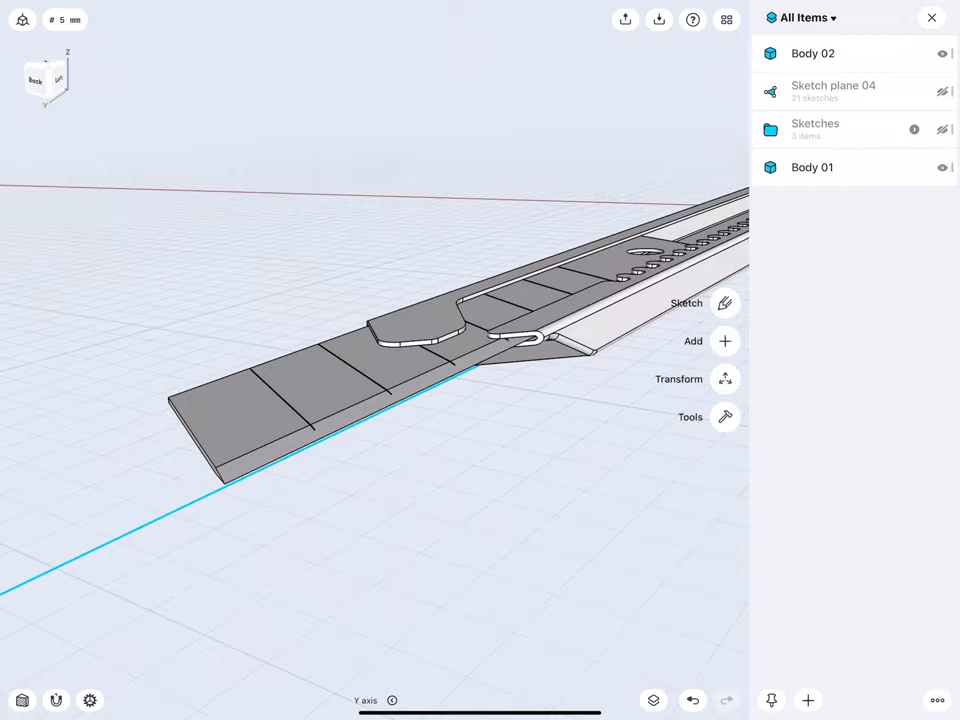 # 5 mm
All Items
Body 02
Z
Back
Left
Y
Sketch plane 04
21 sketches
Sketches
3 items
Body 01
Sketch
Add
Transform
Tools
Y axis